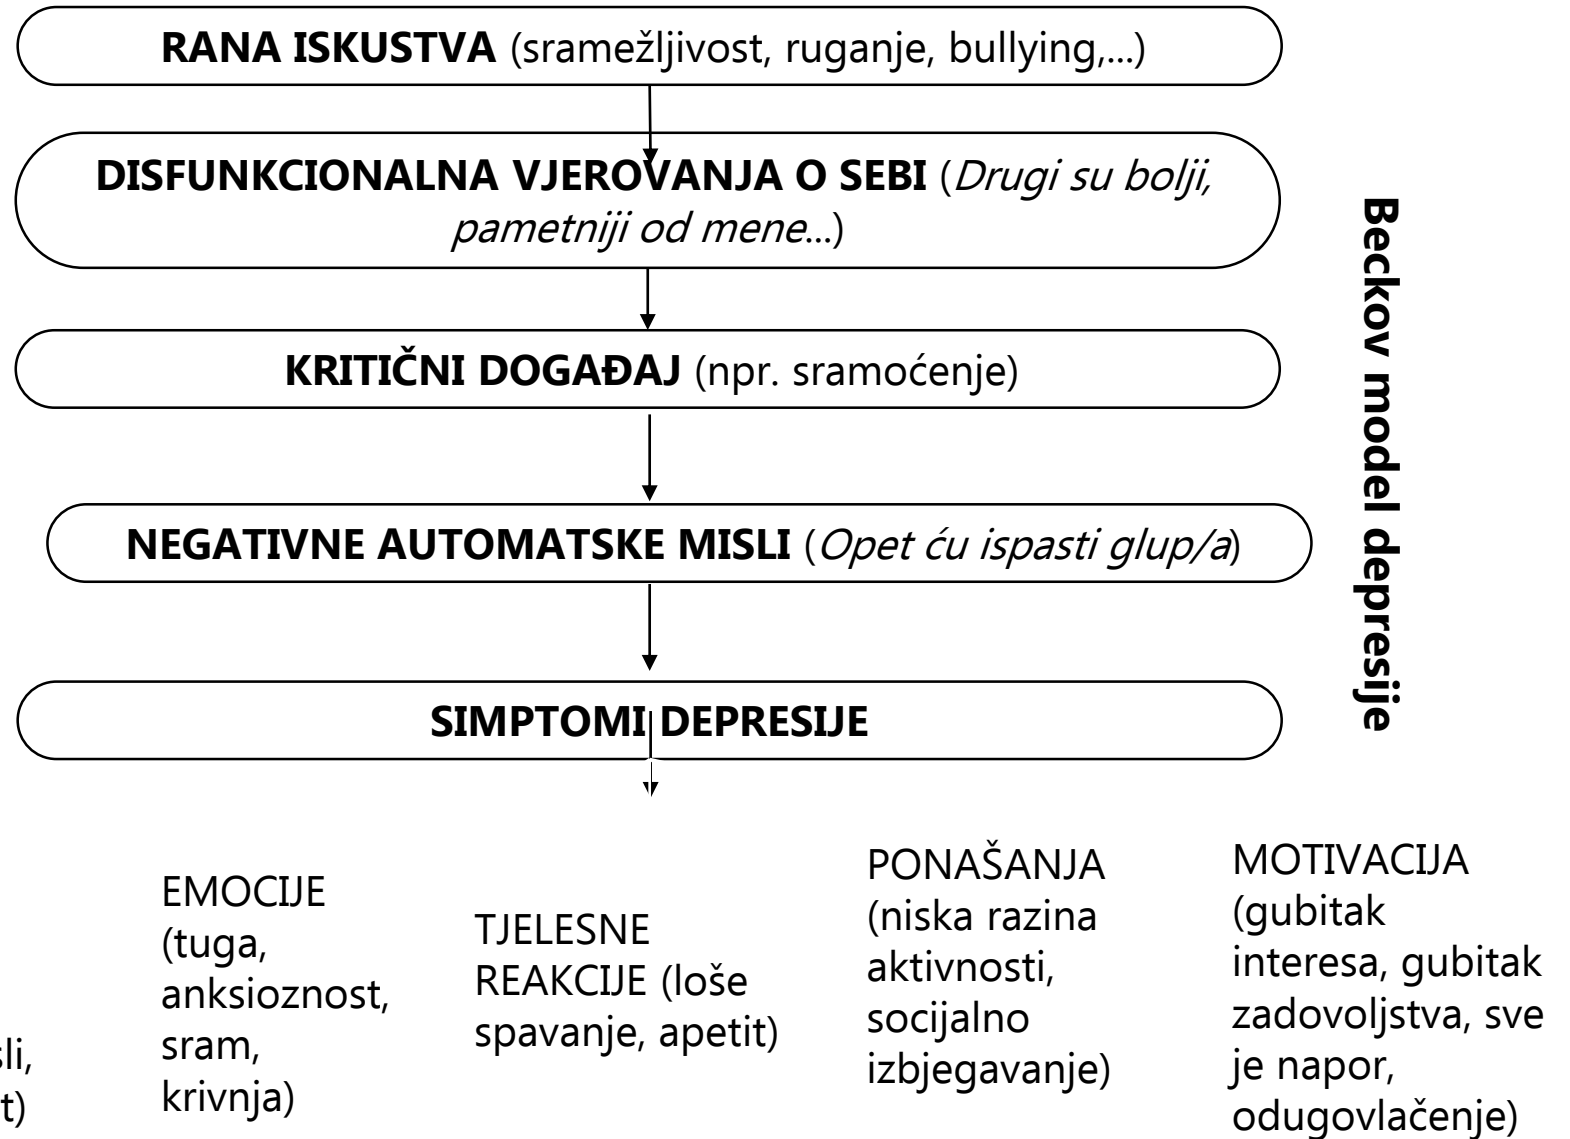 RANA ISKUSTVA (sramežljivost, ruganje, bullying,...)
DISFUNKCIONALNA VJEROVANJA O SEBI (Drugi su bolji,
pametniji od mene...)
KRITIČNI DOGAĐAJ (npr. sramoćenje)
NEGATIVNE AUTOMATSKE MISLI (Opet ću ispasti glup/a)
SIMPTOMI DEPRESIJE
Beckov model depresije
EMOCIJE
(tuga,
anksioznost,
sram,
krivnja)
TJELESNE
REAKCIJE (loše
spavanje, apetit)
PONAŠANJA
(niska razina
aktivnosti,
socijalno
izbjegavanje)
MOTIVACIJA
(gubitak
interesa, gubitak
zadovoljstva, sve
je napor,
odugovlačenje)